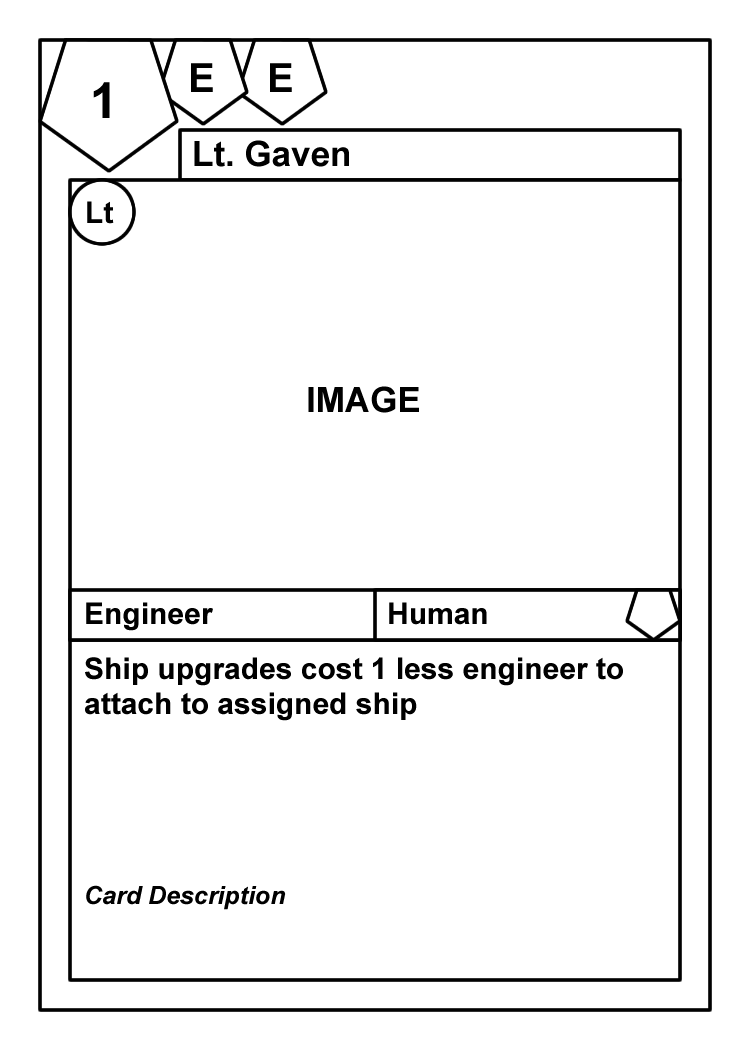 1 E E
Lt. Gaven
Lt
IMAGE
Engineer Human
Ship upgrades cost 1 less engineer to
attach to assigned ship
Card Description